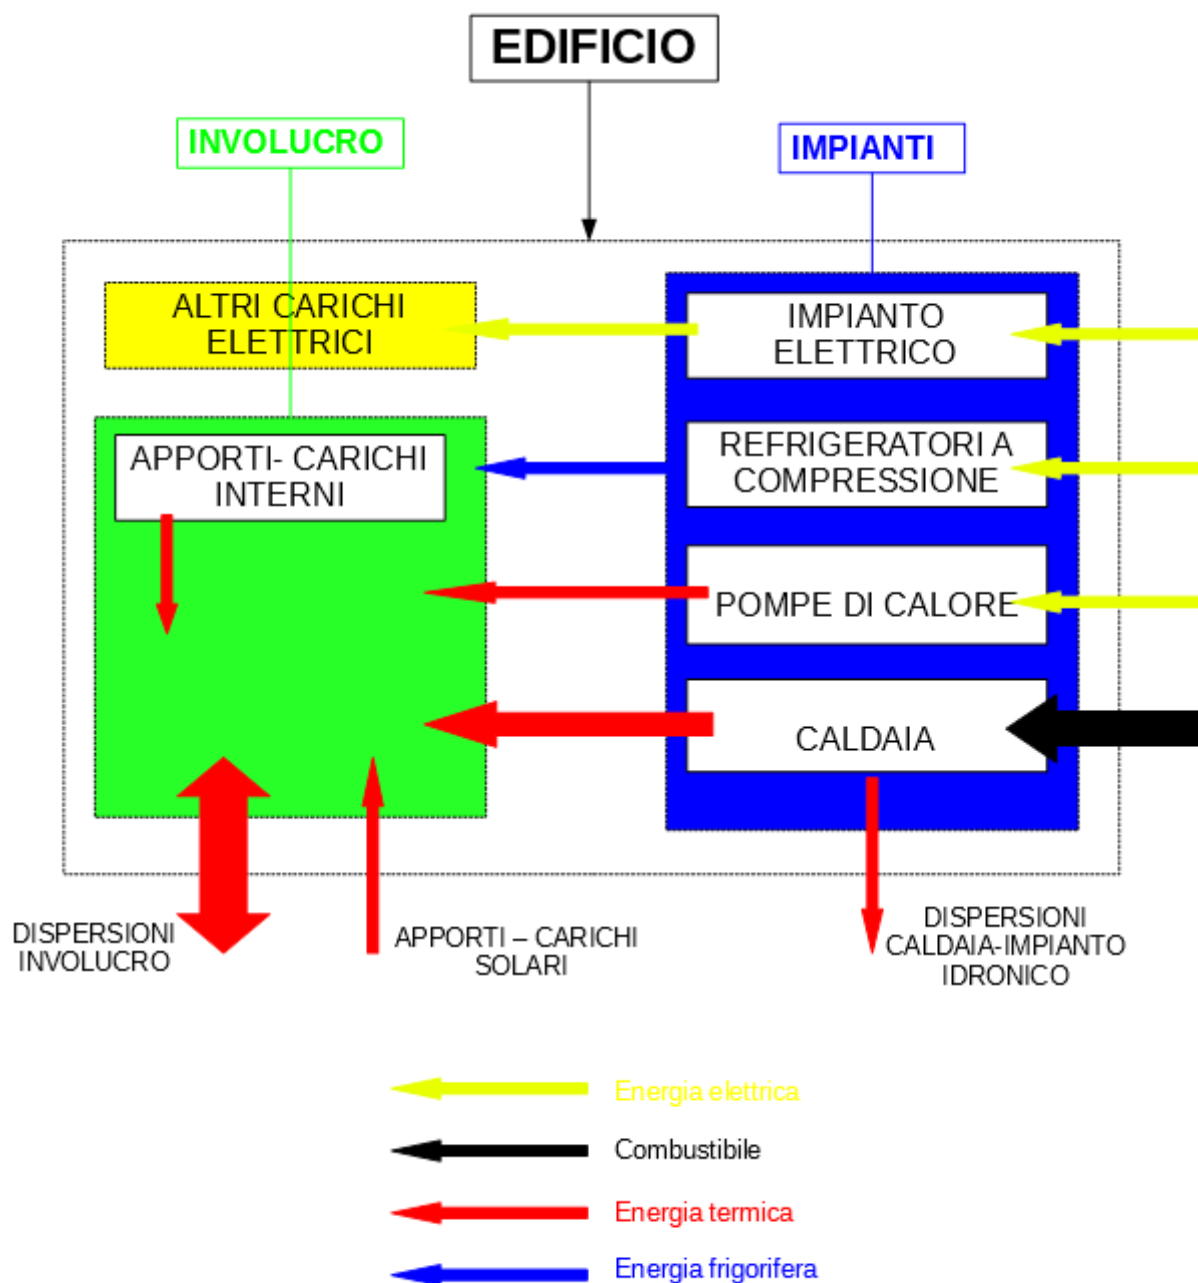 EDIFICIO
INVOLUCRO
IMPIANTI
ALTRI CARICHI
ELETTRICI
IMPIANTO
ELETTRICO
APPORTI- CARICHI
INTERNI
REFRIGERATORI A
COMPRESSIONE
POMPE DI CALORE
CALDAIA
DISPERSIONI
INVOLUCRO
APPORTI – CARICHI
SOLARI
DISPERSIONI
CALDAIA-IMPIANTO
IDRONICO
Energia elettrica
Combustibile
Energia termica
Energia frigorifera